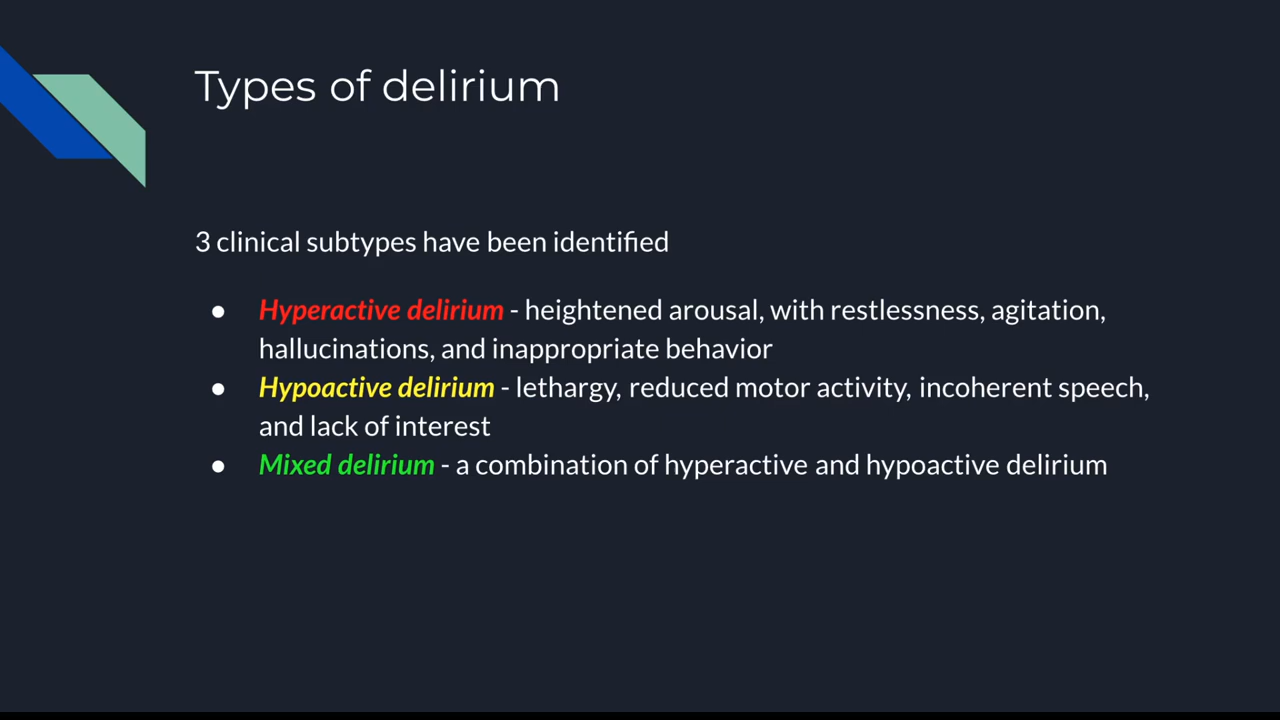 Types of delirium
3 clinical subtypes have been identified
● Hyperactive delirium - heightened arousal, with restlessness, agitation,
hallucinations, and inappropriate behavior
● Hypoactive delirium - lethargy, reduced motor activity, incoherent speech,
and lack of interest
● Mixed delirium - a combination of hyperactive and hypoactive delirium